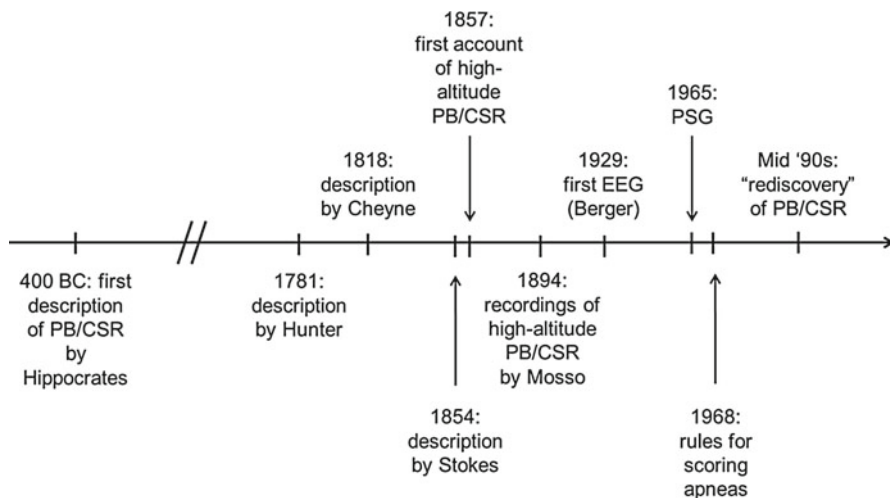 1857:
first account
of high-
altitude
PB/CSR
1965:
PSG
1818:
description
by Cheyne
1929:
first EEG
(Berger)
Mid '90s:
“rediscovery”
of PB/CSR
400 BC: first
description
of PB/CSR
by
Hippocrates
1781:
description
by Hunter
1894:
recordings of
high-altitude
PB/CSR
by Mosso
1854:
description
by Stokes
1968:
rules for
scoring
apneas